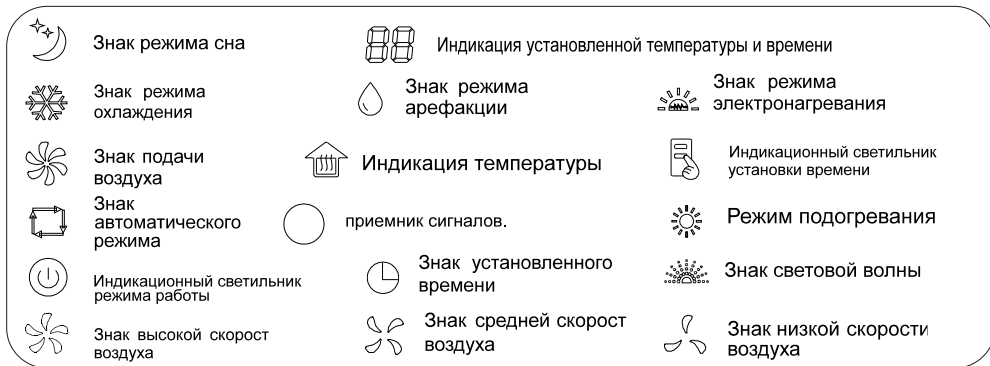 Знак режима сна
88
Индикация установленной температуры и времени
Знак режима
охлаждения
Знак режима
арефакции
Знак режима
электронагревания
Знак подачи
воздуха
Индикация температуры
Индикационный светильник
установки времени
Знак
автоматического
режима
приемник сигналов.
Режим подогревания
Индикационный светильник
режима работы
Знак установленного
времени
Знак световой волны
Знак высокой скорост
воздуха
Знак средней скорост
воздуха
Знак низкой скорости
воздуха